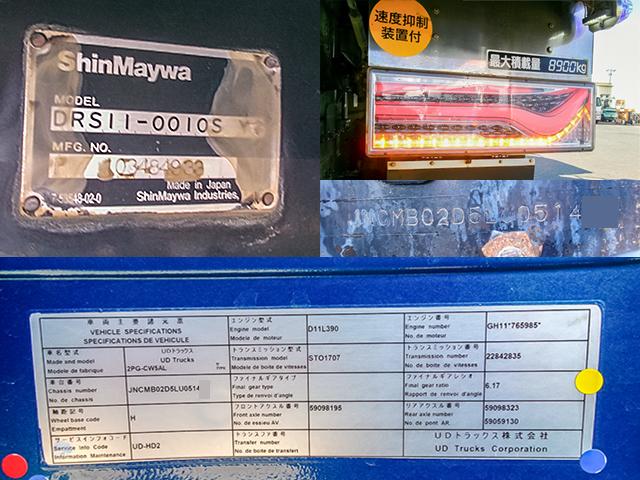 ShinMaywa
MODEL
DRS11-0010S
MFG. NO.
Made in Japan
ShinMaywa Industries,
速度抑制
装置付
最大積載量 8900kg
CMB02D5L 0514
車両主要諸元票
VEHICLE SPECIFICATIONS
SPECIFICATIONS DE VEHICULE
車名型式 UDトラックス
Made and model UD Trucks
Modele de fabrique 2PG-CW5AL
車台番号
Chassis number JNCMB02D5LU0514
No de chassis
軸距記号
Wheel base code H
Empattement
サービスインフォコード
Service Info Code UD-HD2
Information Maintenance
エンジン型式
Engine model D11L390
Modele de moteur
トランスミッション型式
Transmission model STO1707
Modele de boite de vitesses
ファイナルギアタイプ
Final gear type
Type de renvoi d'angle
フロントアクスル番号 59098195
Front axle number
No. de essieu AV.
トランスファ番号
Transfer number
No. de boite de transfert
エンジン番号
Engine number GH11*765985*
No. de moteur
トランスミッション番号
Transmission number 22842835
No. de boite de vitesses
ファイナルギアレシオ
Final gear ratio 6.17
Rapport de renvoi d'angle
リアアクスル番号 59098323
Rear axle number 59059130
No de pont AR.
UDトラックス株式会社
UD Trucks Corporation